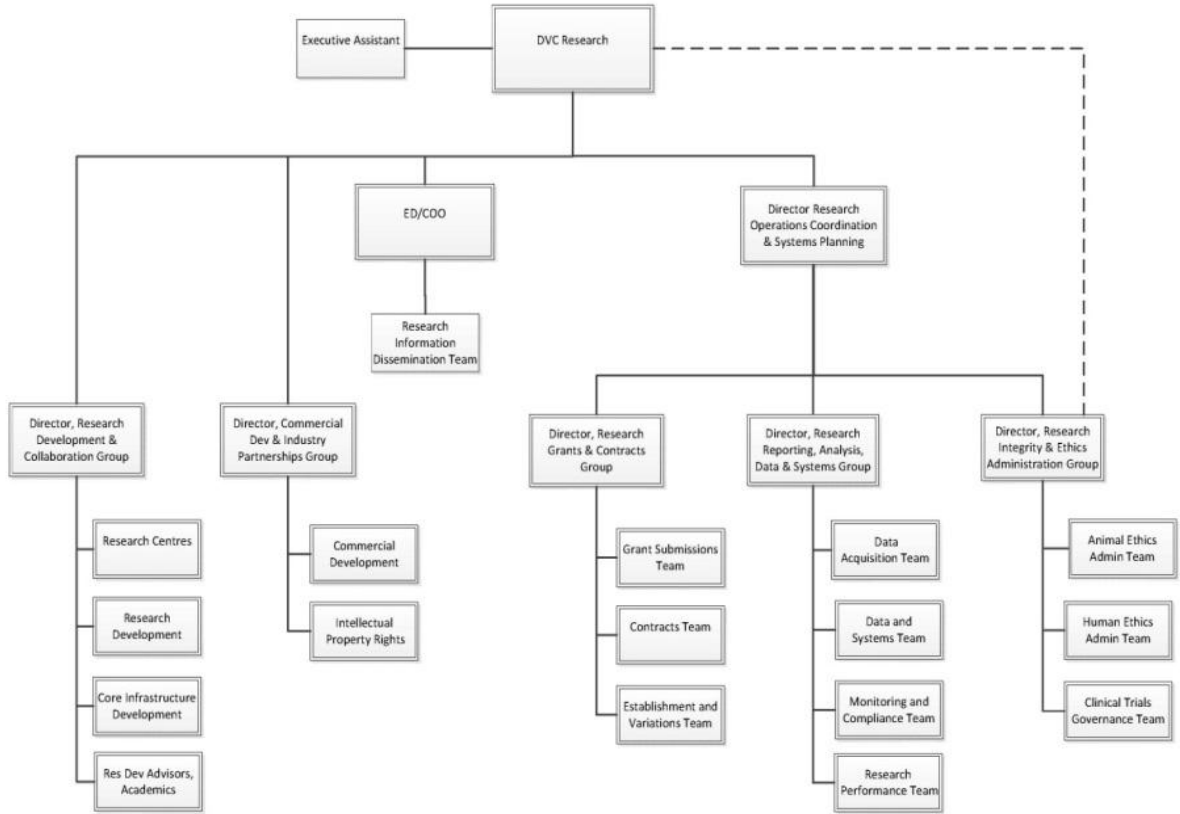 Executive Assistant
DVC Research
ED/COO
Director Research
Operations Coordination
& Systems Planning
Research
Information
Dissemination Team
Director, Research
Development &
Collaboration Group
Director, Commercial
Dev & Industry
Partnerships Group
Director, Research
Grants & Contracts
Group
Director, Research
Reporting, Analysis,
Data & Systems Group
Director, Research
Integrity & Ethics
Administration Group
Research Centres
Research
Development
Core Infrastructure
Development
Res Dev Advisors,
Academics
Commercial
Development
Intellectual
Property Rights
Grant Submissions
Team
Contracts Team
Establishment and
Variations Team
Data
Acquisition Team
Data and
Systems Team
Monitoring and
Compliance Team
Research
Performance Team
Animal Ethics
Admin Team
Human Ethics
Admin Team
Clinical Trials
Governance Team